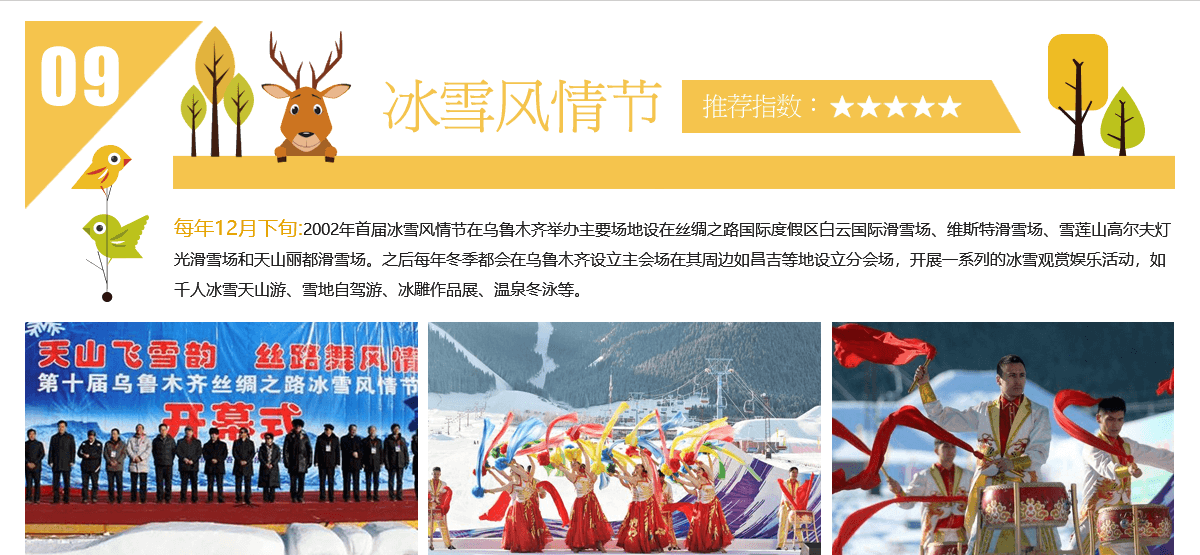 09
冰雪风情节
推荐指数：★★★★★
每年12月下旬:2002年首届冰雪风情节在乌鲁木齐举办主要场地设在丝绸之路国际度假区白云国际滑雪场、维斯特滑雪场、雪莲山高尔夫灯
光滑雪场和天山丽都滑雪场。之后每年冬季都会在乌鲁木齐设立主会场在其周边如昌吉等地设立分会场，开展一系列的冰雪观赏娱乐活动，如
千人冰雪天山游、雪地自驾游、冰雕作品展、温泉冬泳等。
天山飞雪韵 丝路舞风情
第十届乌鲁木齐丝绸之路冰雪风情节
开幕式